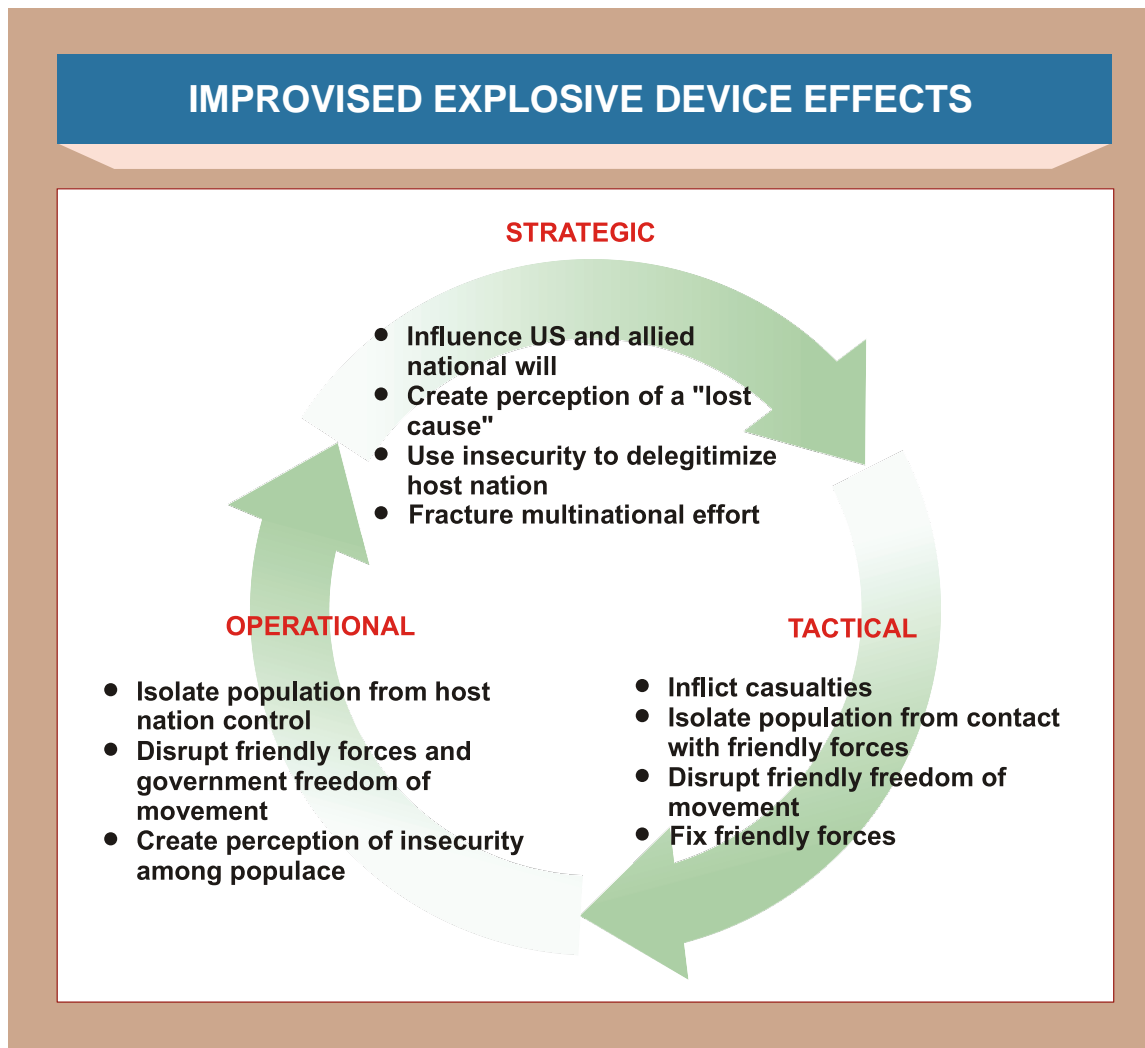 IMPROVISED EXPLOSIVE DEVICE EFFECTS
STRATEGIC
● Influence US and allied
national will
● Create perception of a "lost
cause"
● Use insecurity to delegitimize
host nation
● Fracture multinational effort
OPERATIONAL
● Isolate population from host
nation control
● Disrupt friendly forces and
government freedom of
movement
● Create perception of insecurity
among populace
TACTICAL
● Inflict casualties
● Isolate population from contact
with friendly forces
● Disrupt friendly freedom of
movement
● Fix friendly forces